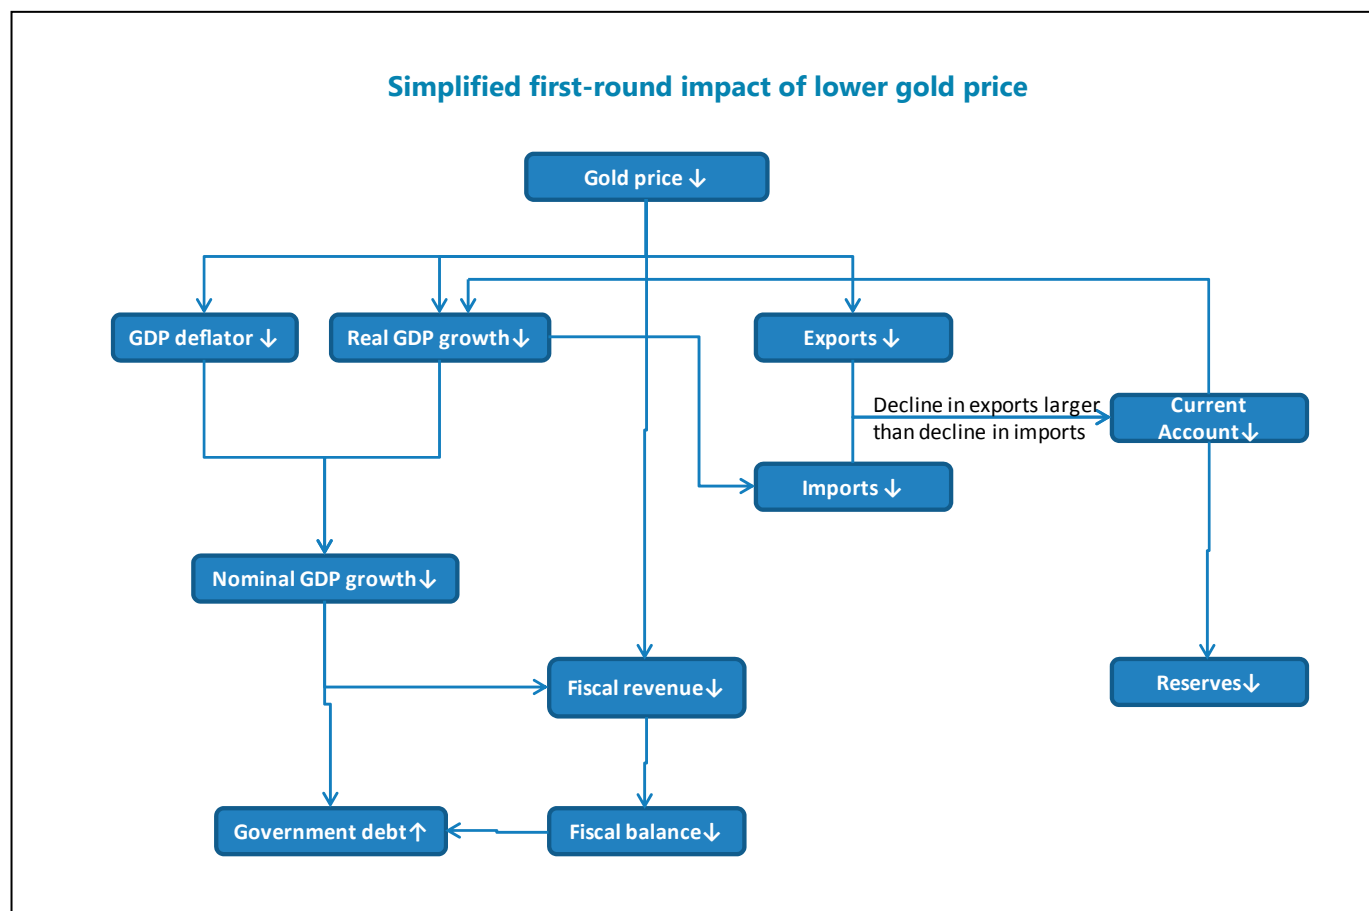 Simplified first-round impact of lower gold price
Gold price ↓
GDP deflator ↓
Real GDP growth↓
Exports ↓
Decline in exports larger
than decline in imports
Current
Account↓
Imports ↓
Nominal GDP growth↓
Fiscal revenue↓
Reserves↓
Government debt↑
Fiscal balance↓